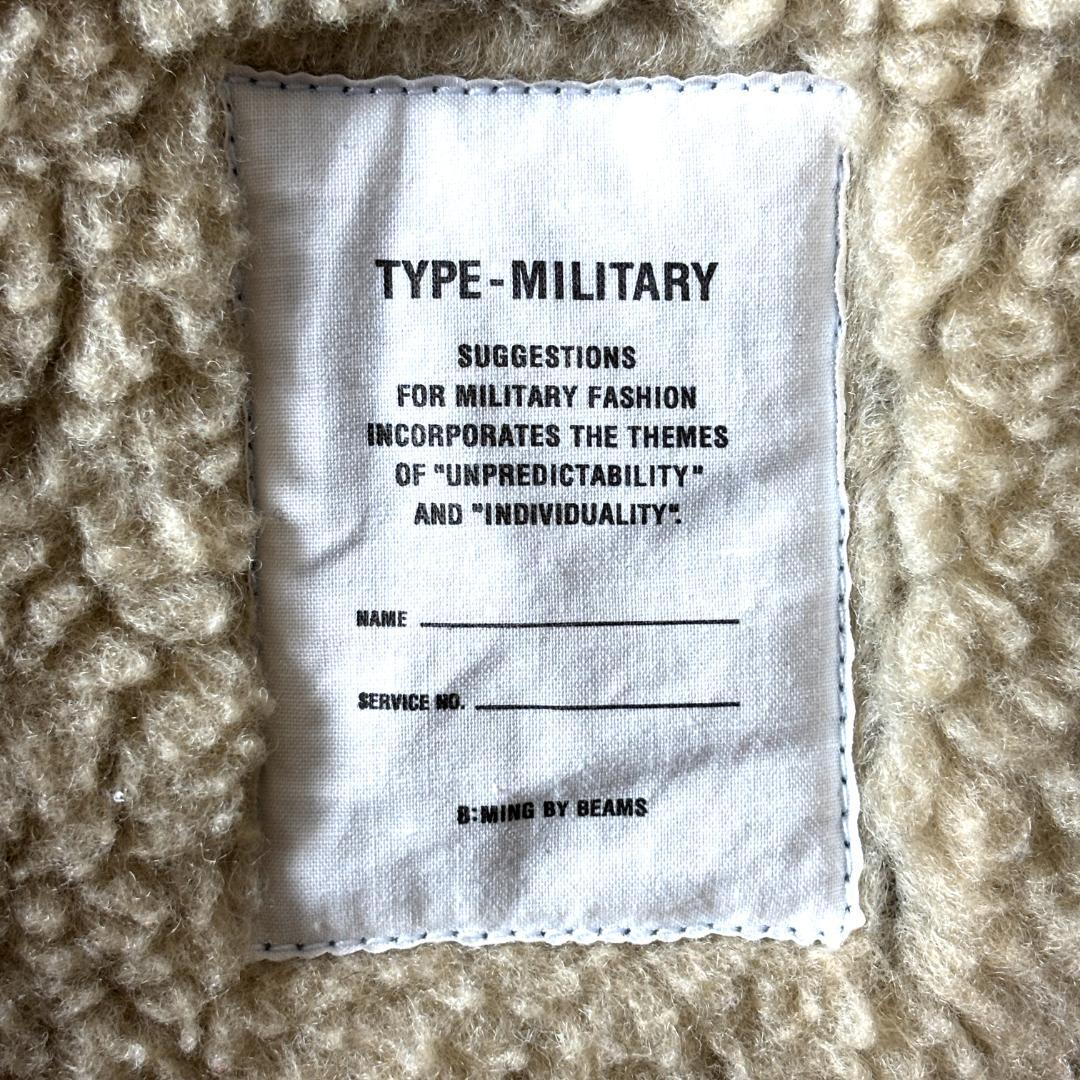 TYPE-MILITARY
SUGGESTIONS
FOR MILITARY FASHION
INCORPORATES THE THEMES
OF "UNPREDICTABILITY"
AND "INDIVIDUALITY".
NAME
SERVICE NO.
B:MING BY BEAMS